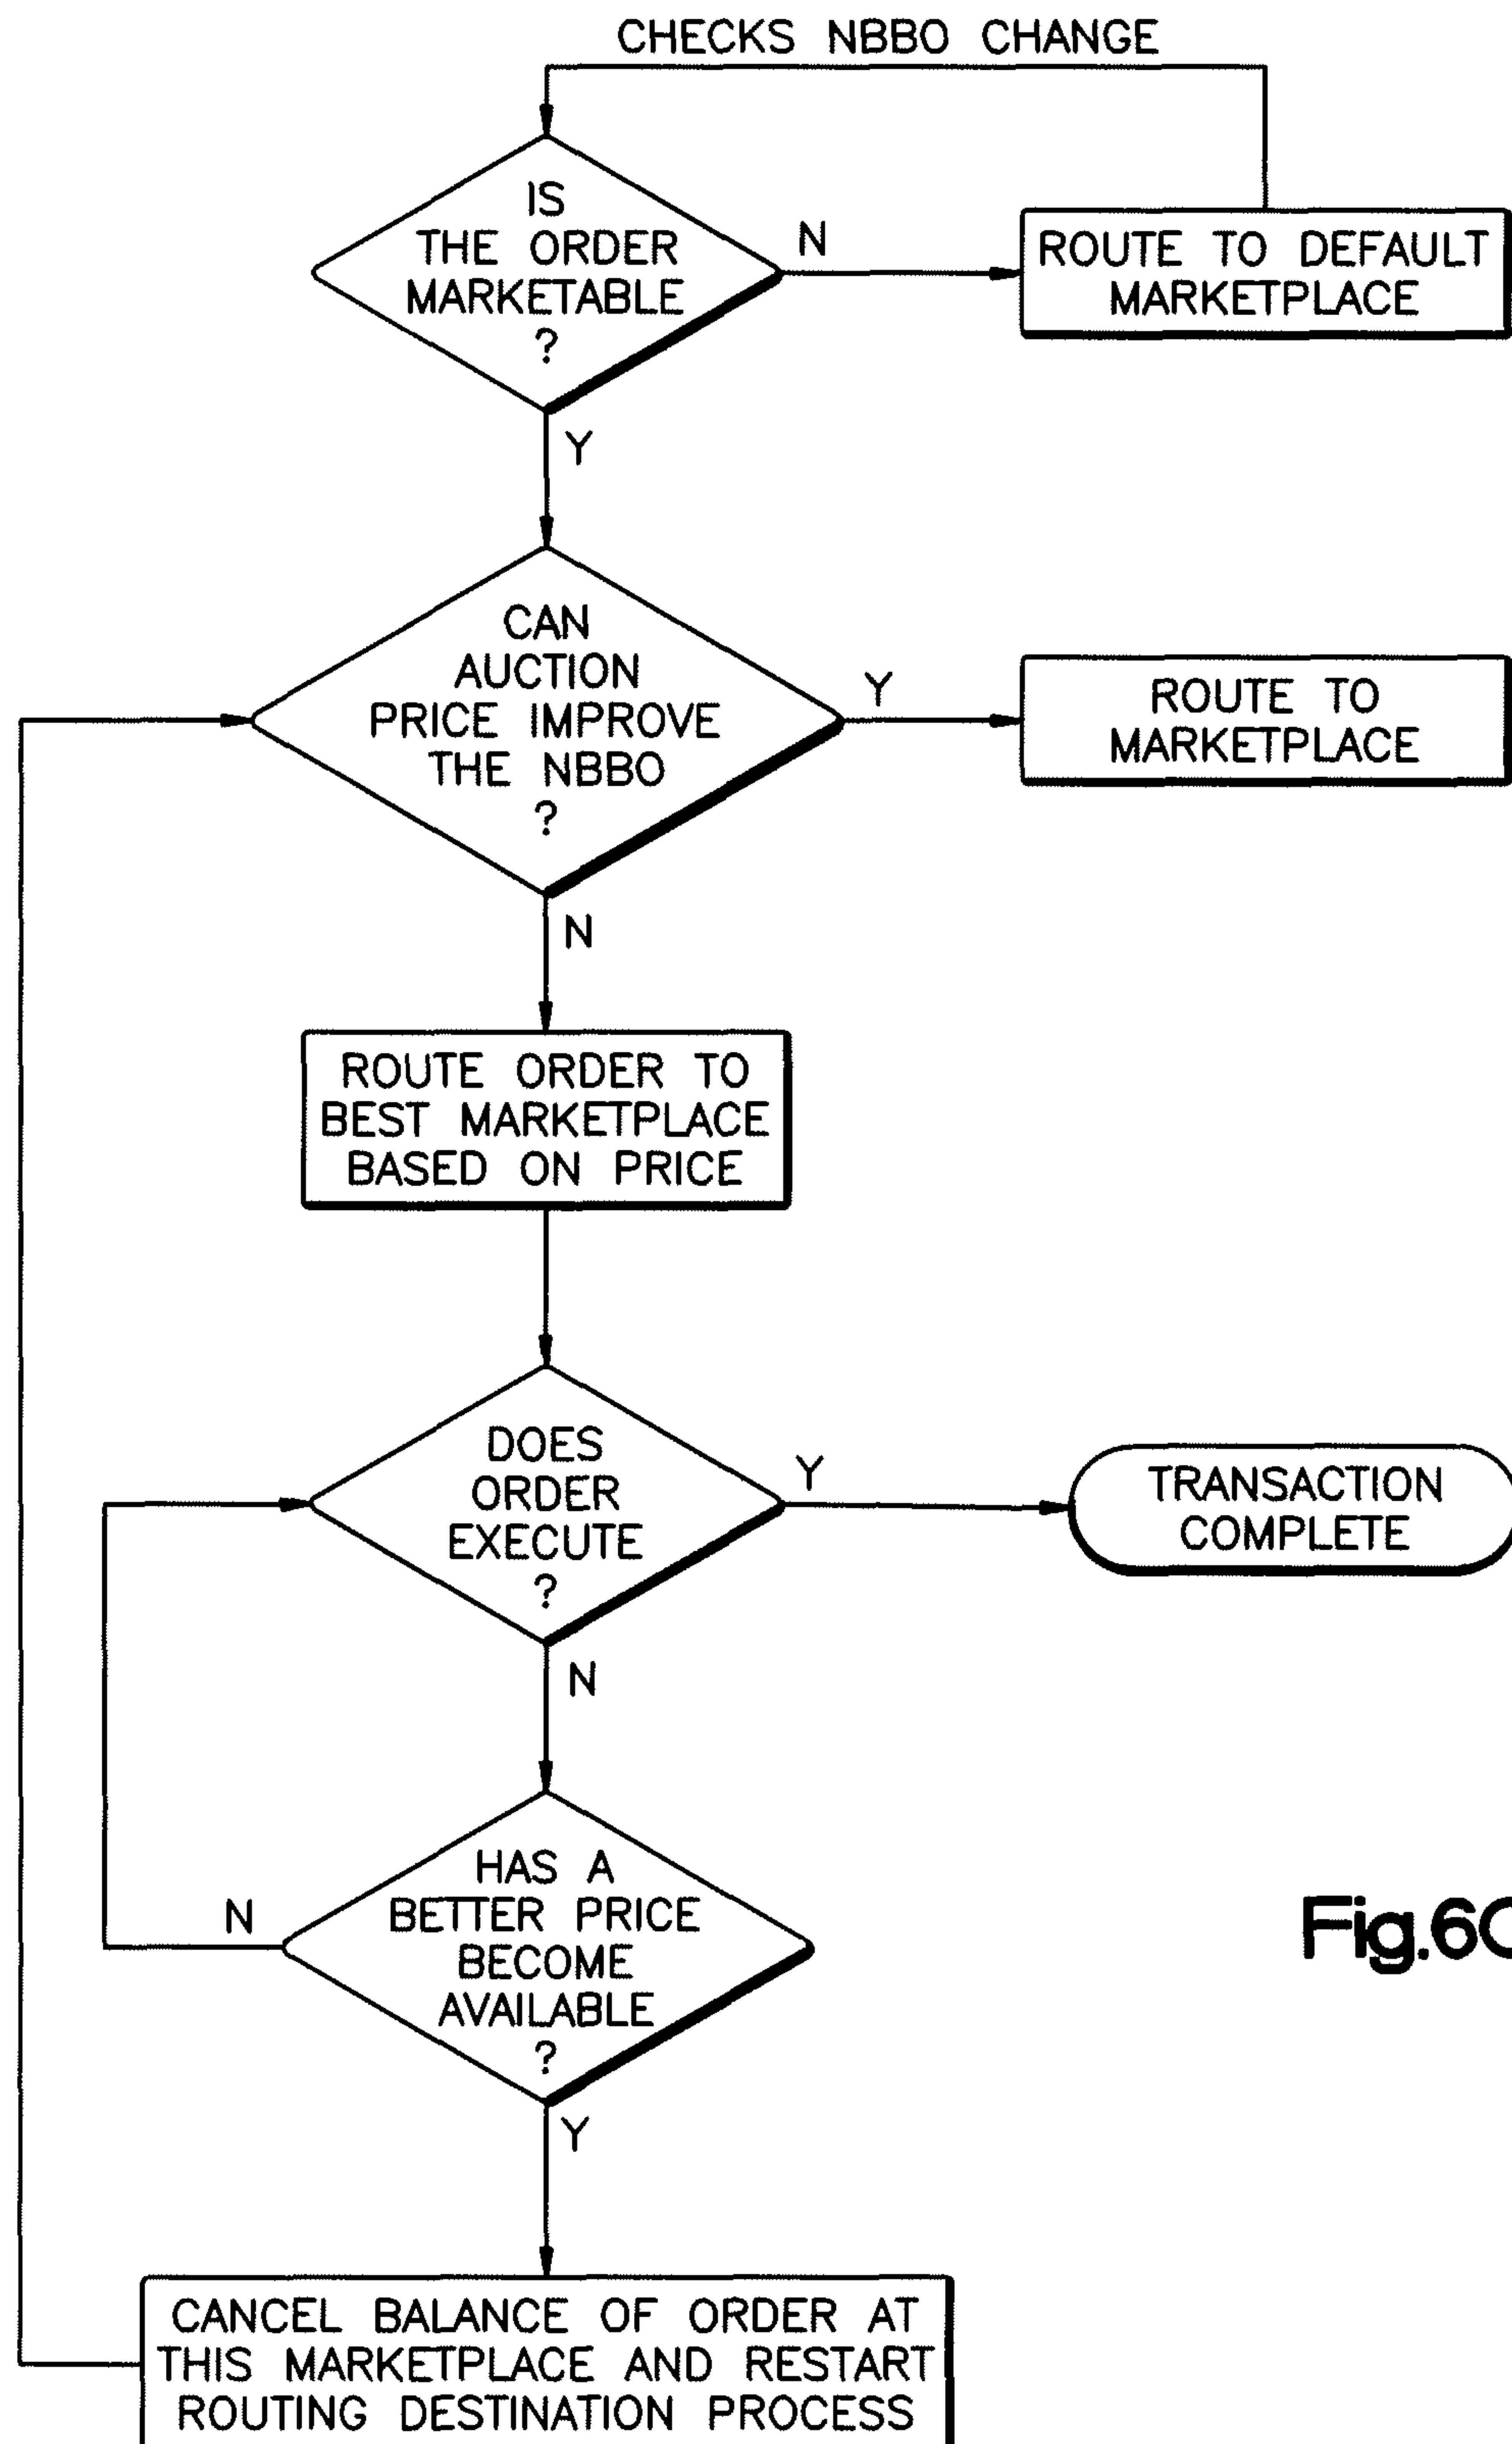 CHECKS NBBO CHANGE
IS
THE ORDER
MARKETABLE
?
N
ROUTE TO DEFAULT
MARKETPLACE
Y
CAN
AUCTION
PRICE IMPROVE
THE NBBO
?
Y
ROUTE TO
MARKETPLACE
N
ROUTE ORDER TO
BEST MARKETPLACE
BASED ON PRICE
DOES
ORDER
EXECUTE
?
Y
TRANSACTION
COMPLETE
N
HAS A
BETTER PRICE
BECOME
AVAILABLE
?
N
Y
CANCEL BALANCE OF ORDER AT
THIS MARKETPLACE AND RESTART
ROUTING DESTINATION PROCESS